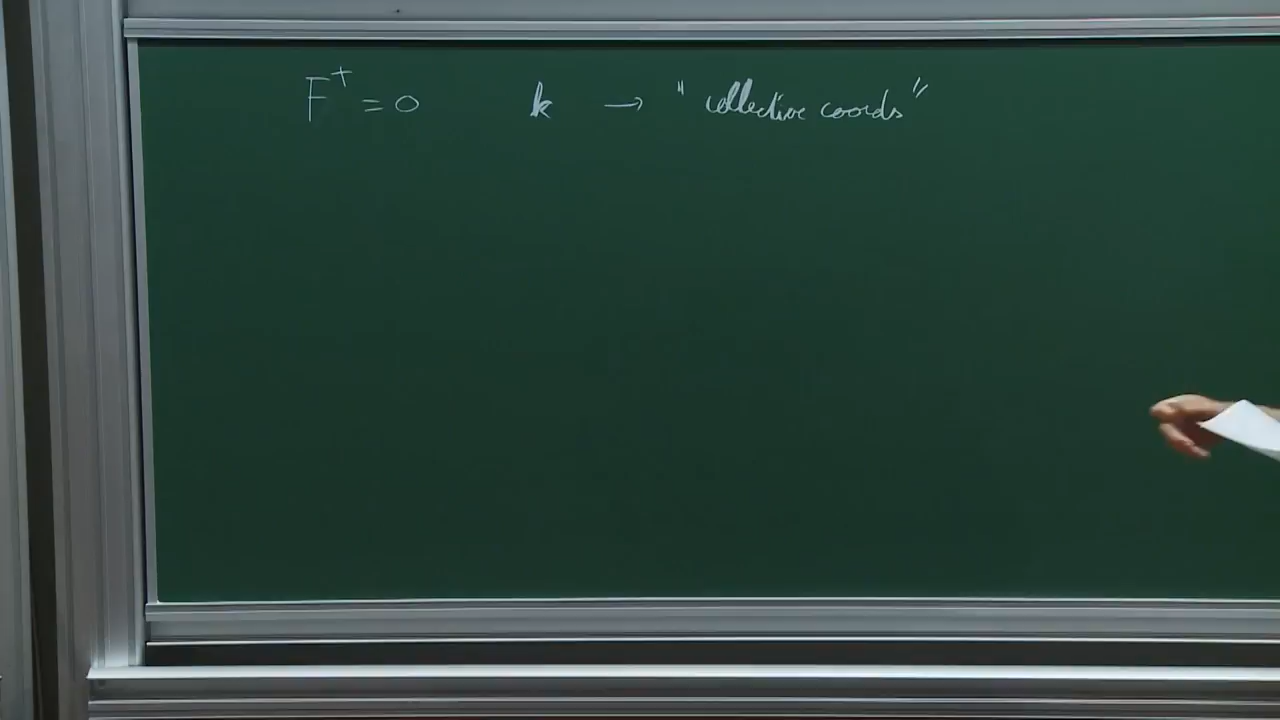 F⁺ = 0 k → "collective coords"